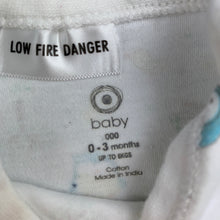 LOW FIRE DANGER
baby
000
0 - 3 months
UP TO 6KGS
Cotton
Made in India